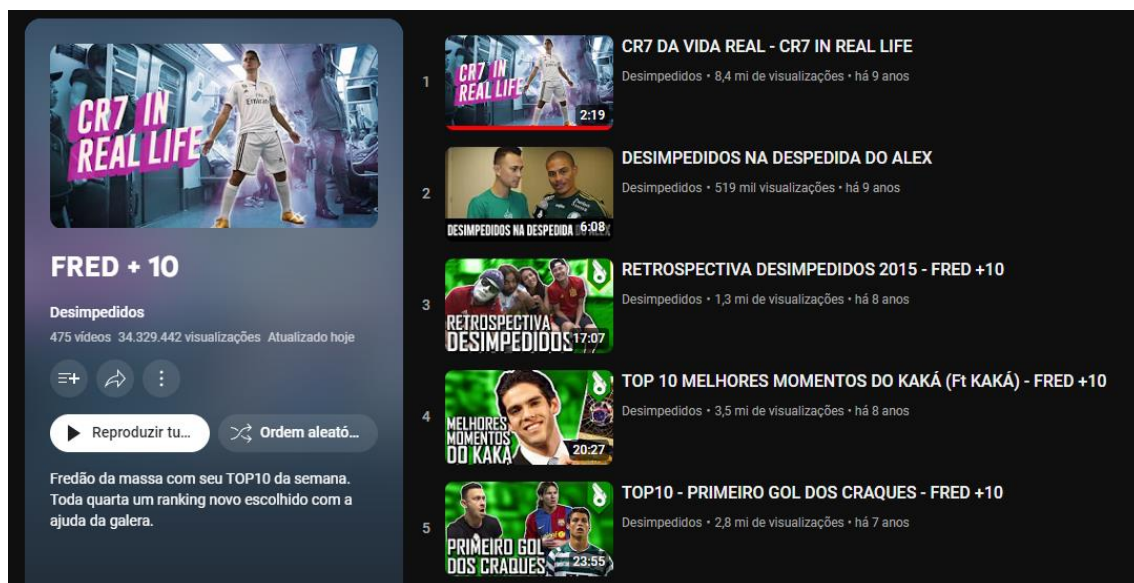 CR7 IN
REAL LIFE
Fly
Emirates
FRED + 10
Desimpedidos
475 vídeos 34.329.442 visualizações Atualizado hoje
Reproduzir tu...
Ordem aleató...
Fredão da massa com seu TOP10 da semana.
Toda quarta um ranking novo escolhido com a
ajuda da galera.
1
CR7 IN
REAL LIFE
2:19
CR7 DA VIDA REAL - CR7 IN REAL LIFE
Desimpedidos • 8,4 mi de visualizações • há 9 anos
2
DESIMPEDIDOS NA DESPEDIDA DO ALEX
6:08
DESIMPEDIDOS NA DESPEDIDA DO ALEX
Desimpedidos • 519 mil visualizações • há 9 anos
3
RETROSPECTIVA
DESIMPEDIDOS
17:07
RETROSPECTIVA DESIMPEDIDOS 2015 - FRED +10
Desimpedidos • 1,3 mi de visualizações • há 8 anos
4
MELHORES
MOMENTOS
DO KAKÁ
20:27
TOP 10 MELHORES MOMENTOS DO KAKÁ (Ft KAKÁ) - FRED +10
Desimpedidos • 3,5 mi de visualizações • há 8 anos
5
PRIMEIRO GOL
DOS CRAQUES
23:55
TOP10 - PRIMEIRO GOL DOS CRAQUES - FRED +10
Desimpedidos • 2,8 mi de visualizações • há 7 anos